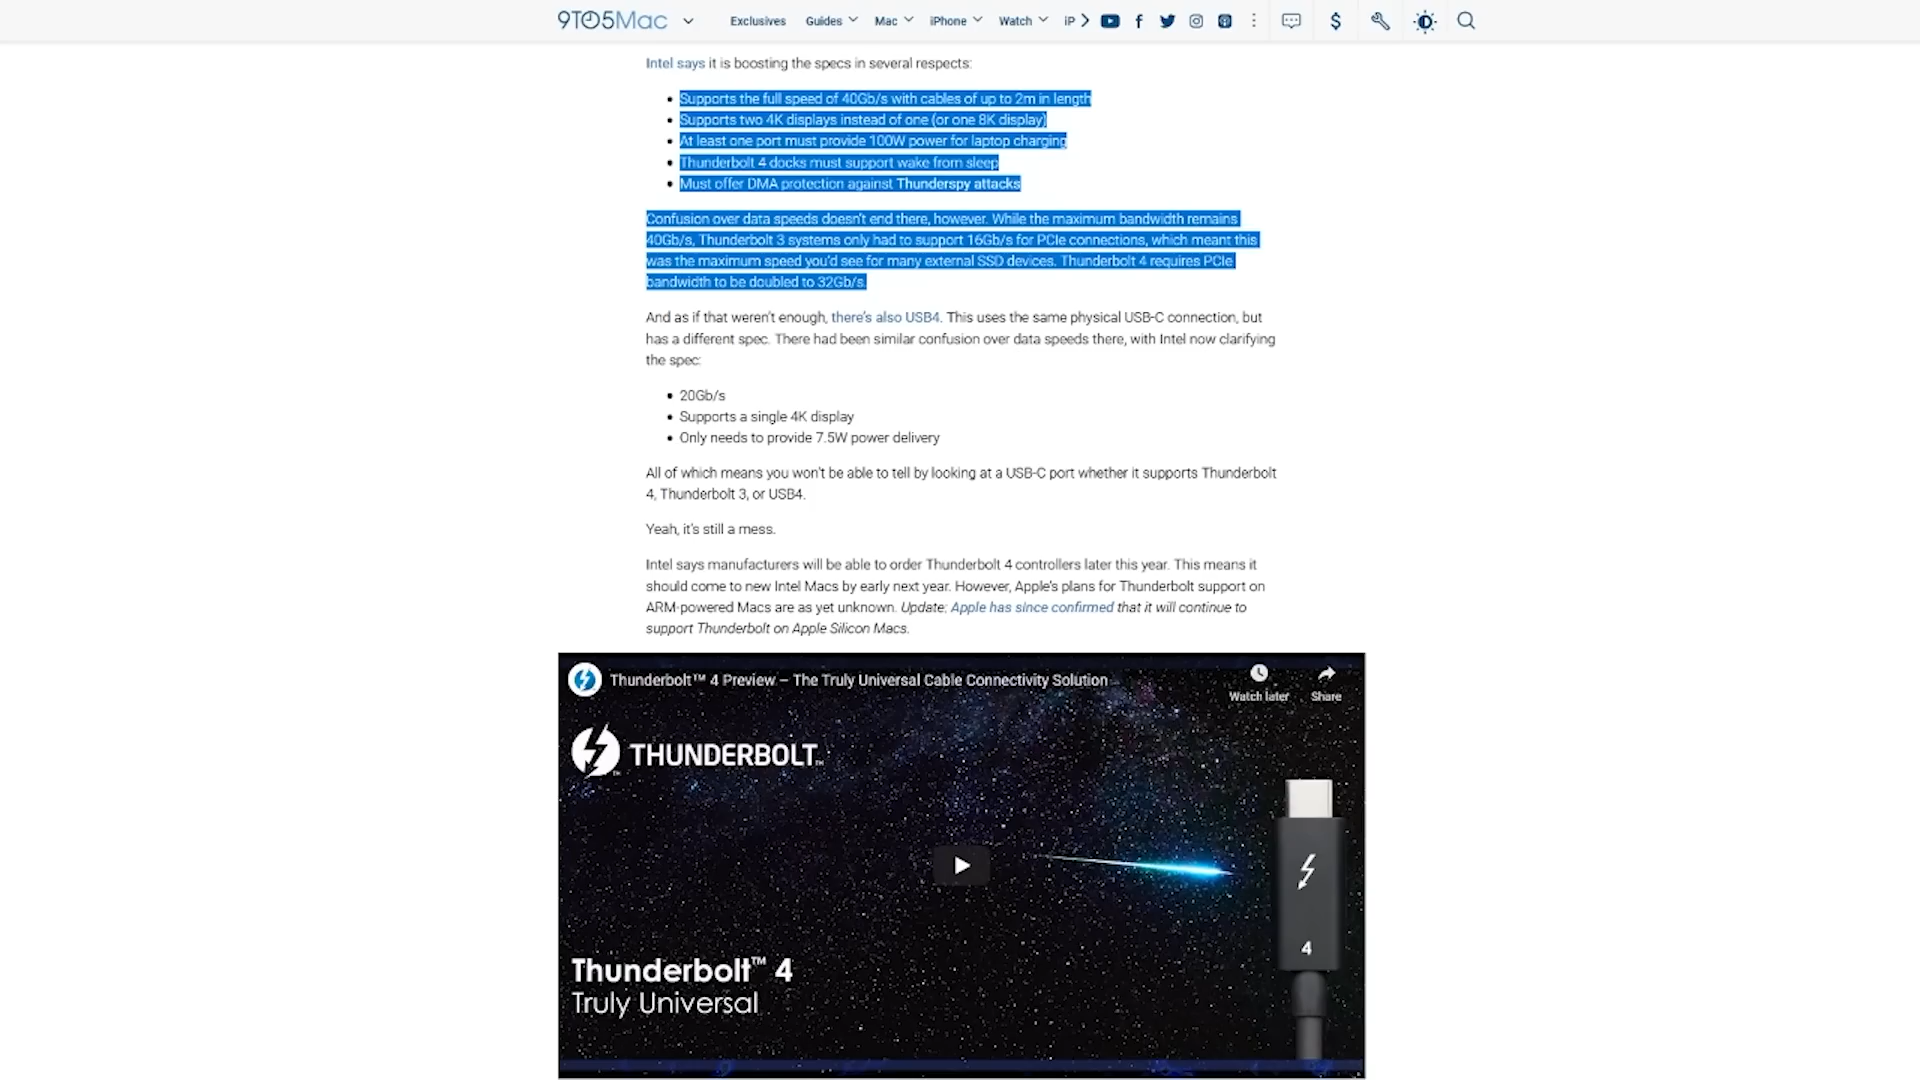 9TO5Mac
Exclusives Guides Mac iPhone Watch iP
Intel says it is boosting the specs in several respects:
Supports the full speed of 40Gb/s with cables of up to 2m in length
Supports two 4K displays instead of one (or one 8K display)
At least one port must provide 100W power for laptop charging
Thunderbolt 4 docks must support wake from sleep
Must offer DMA protection against Thunderspy attacks
Confusion over data speeds doesn't end there, however. While the maximum bandwidth remains
40Gb/s, Thunderbolt 3 systems only had to support 16Gb/s for PCIe connections, which meant this
was the maximum speed you'd see for many external SSD devices. Thunderbolt 4 requires PCIe
bandwidth to be doubled to 32Gb/s.
And as if that weren't enough, there's also USB4. This uses the same physical USB-C connection, but
has a different spec. There had been similar confusion over data speeds there, with Intel now clarifying
the spec:
20Gb/s
Supports a single 4K display
Only needs to provide 7.5W power delivery
All of which means you won't be able to tell by looking at a USB-C port whether it supports Thunderbolt
4, Thunderbolt 3, or USB4.
Yeah, it's still a mess.
Intel says manufacturers will be able to order Thunderbolt 4 controllers later this year. This means it
should come to new Intel Macs by early next year. However, Apple's plans for Thunderbolt support on
ARM-powered Macs are as yet unknown. Update: Apple has since confirmed that it will continue to
support Thunderbolt on Apple Silicon Macs.
Thunderbolt™ 4 Preview – The Truly Universal Cable Connectivity Solution
Watch later Share
THUNDERBOLT™
4
Thunderbolt™ 4
Truly Universal